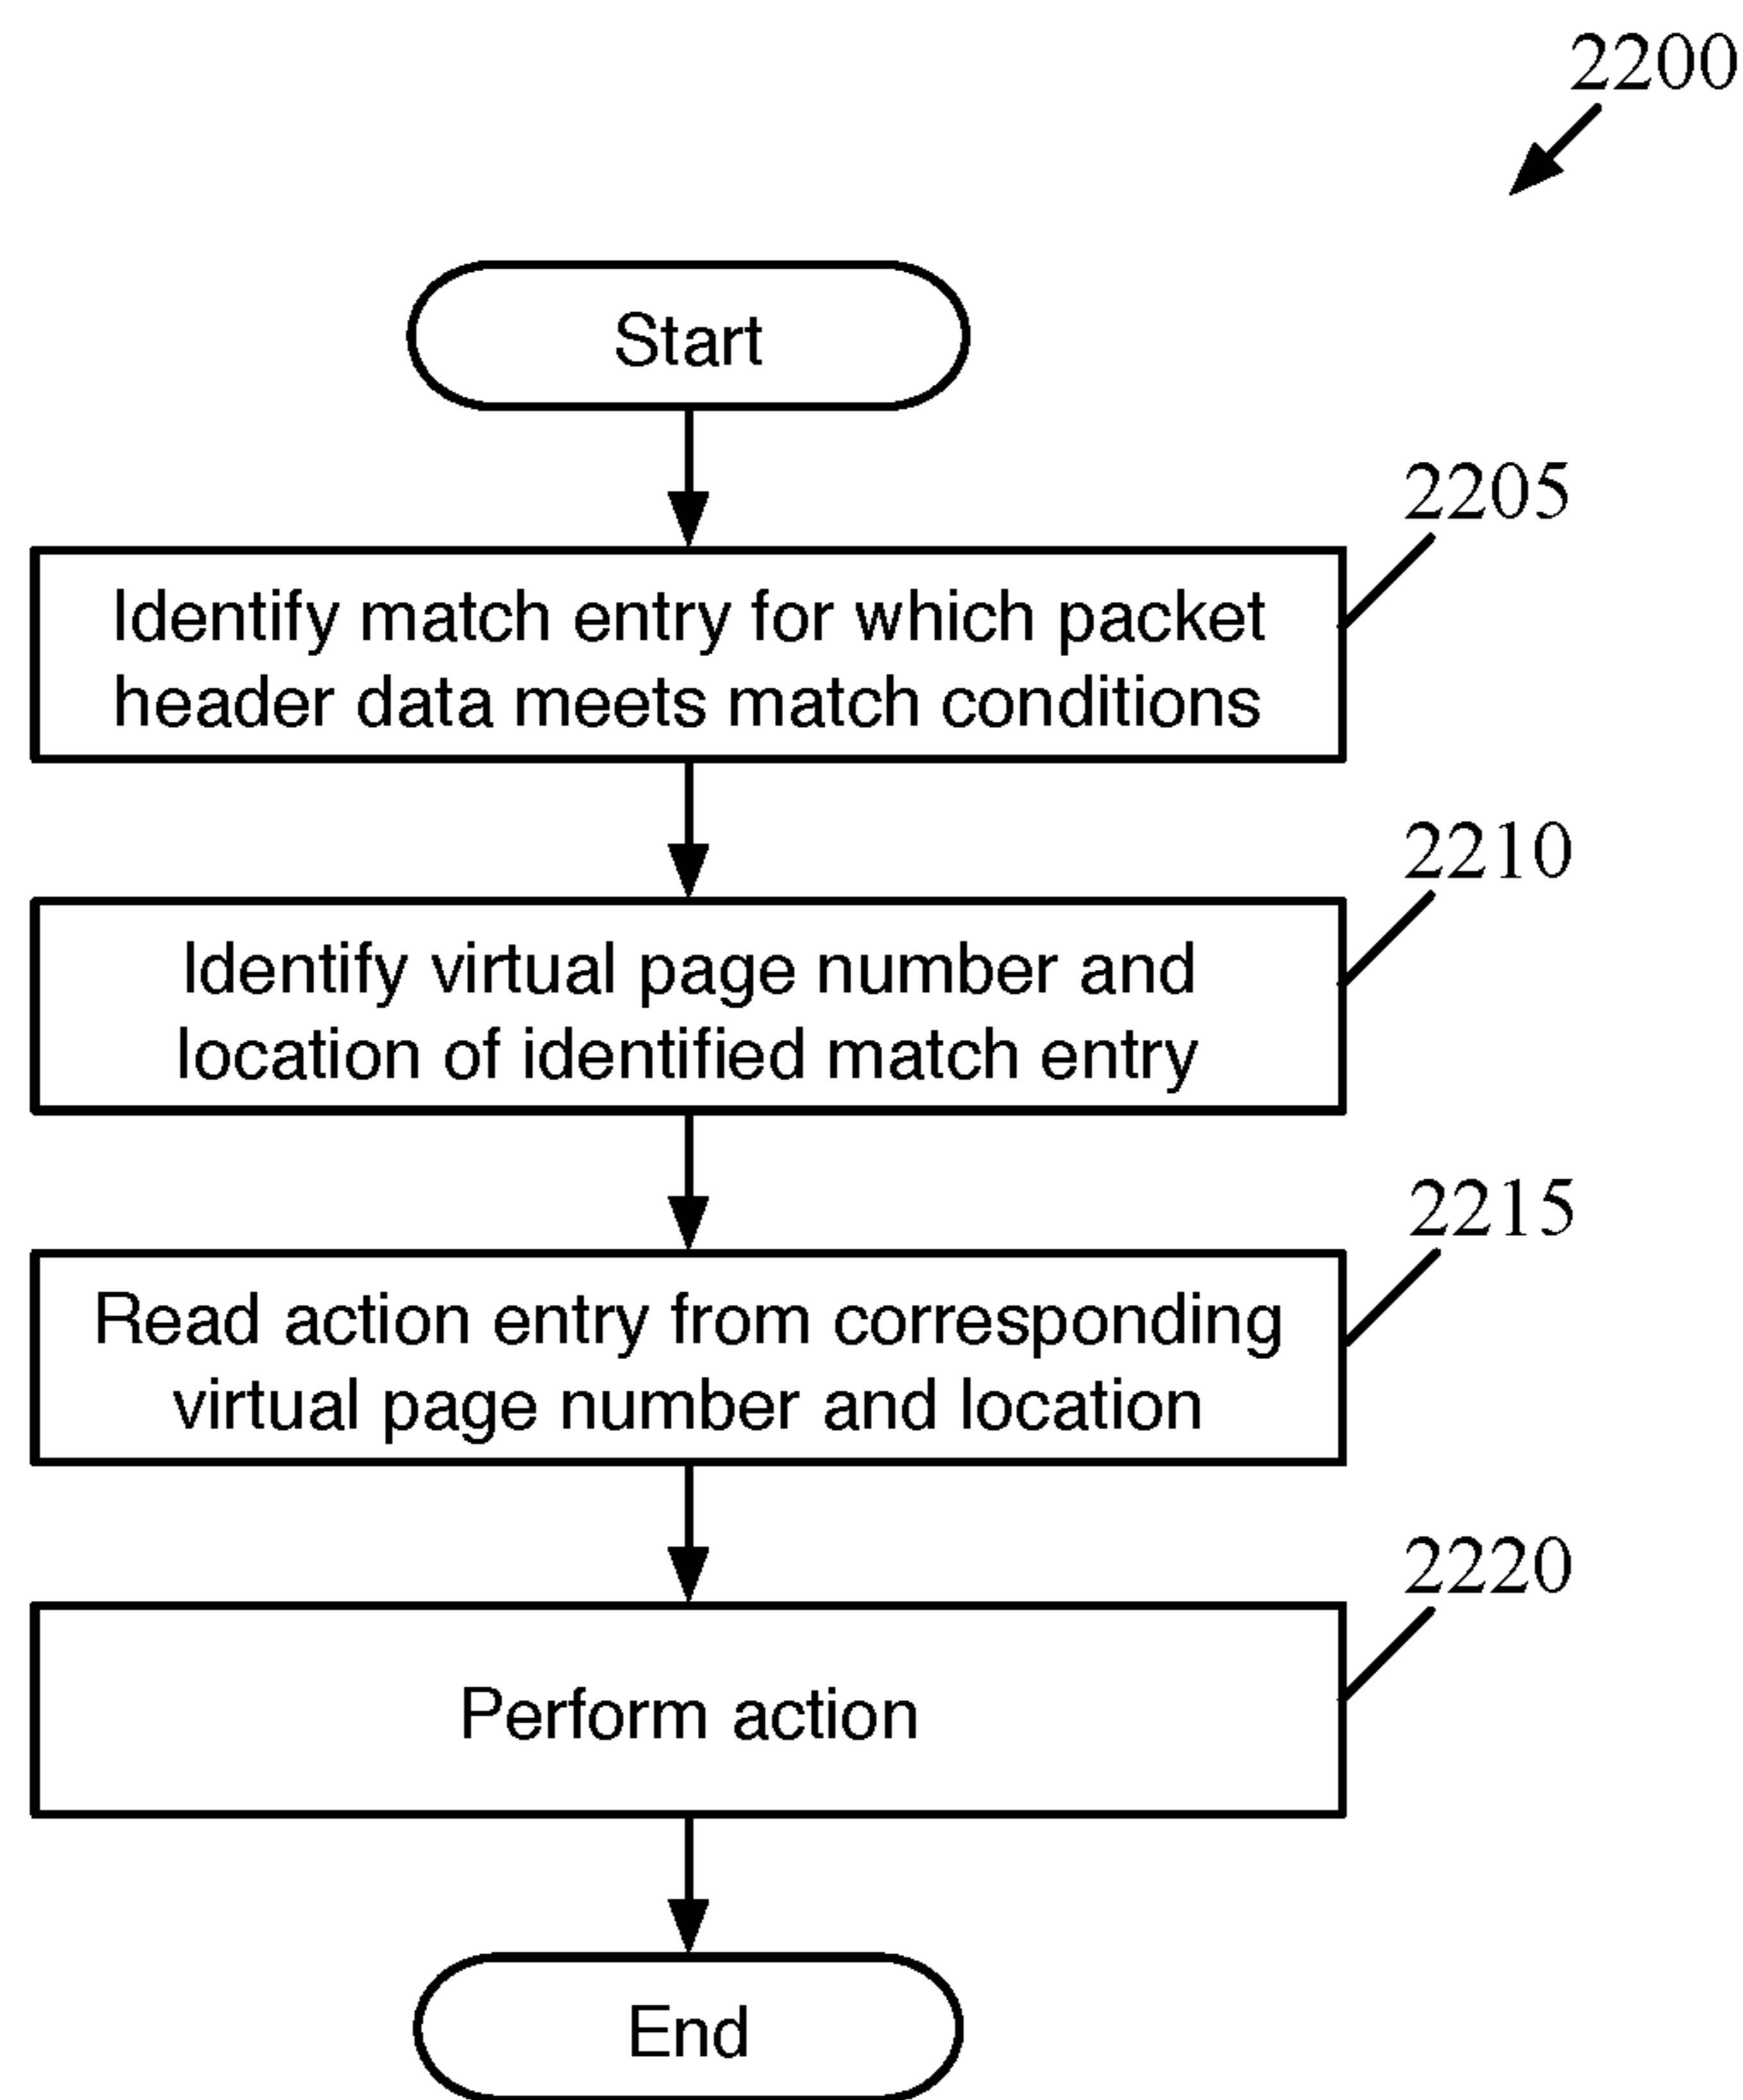 2200
Start
2205
Identify match entry for which packet
header data meets match conditions
2210
Identify virtual page number and
location of identified match entry
2215
Read action entry from corresponding
virtual page number and location
2220
Perform action
End